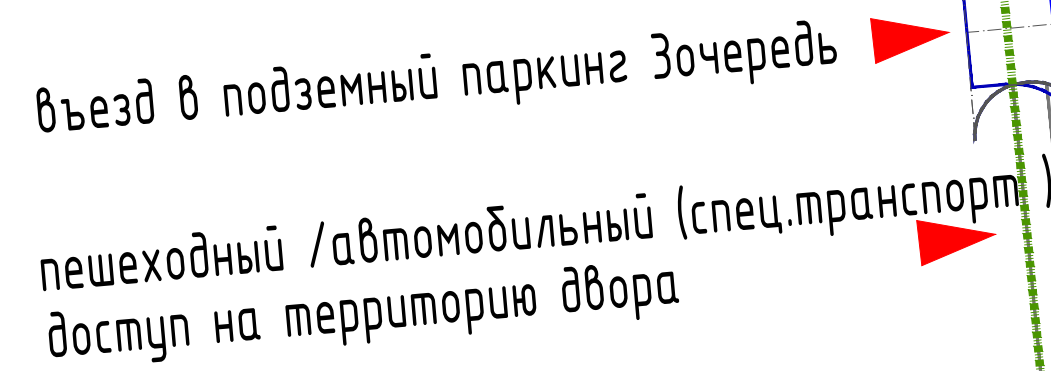 въезд в подземный паркинг 3очередь
пешеходный /автомобильный (спец.транспорт )
доступ на территорию двора